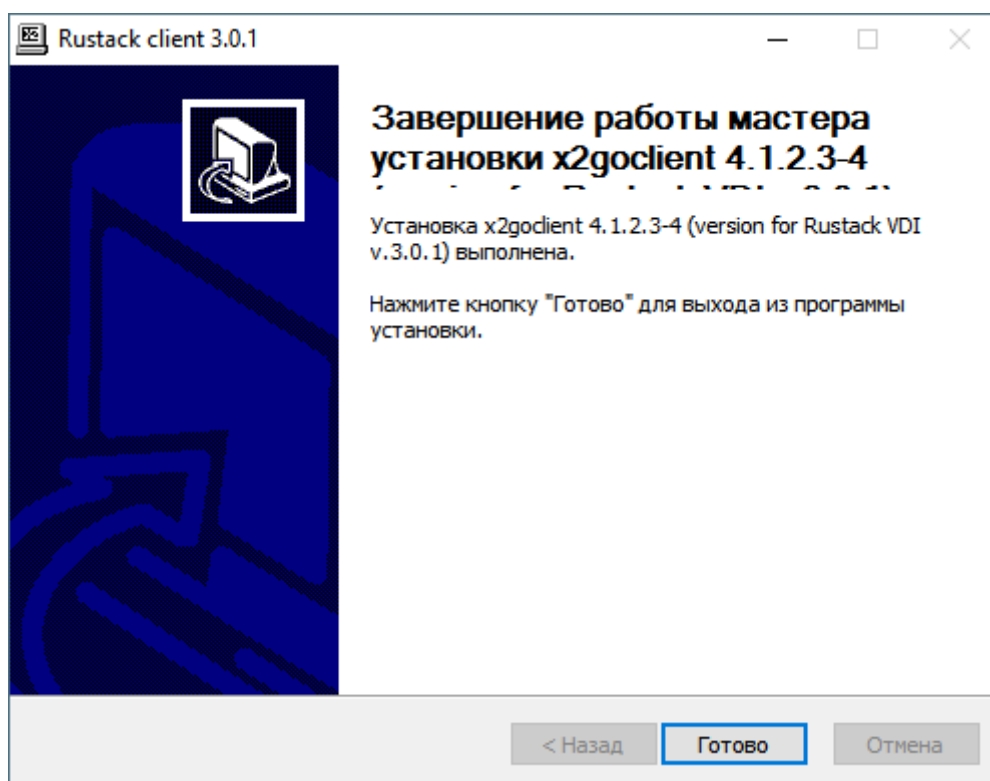 Rustack client 3.0.1
Завершение работы мастера
установки x2goclient 4.1.2.3-4
Установка x2goclient 4.1.2.3-4 (version for Rustack VDI
v.3.0.1) выполнена.
Нажмите кнопку "Готово" для выхода из программы
установки.
< Назад
Готово
Отмена